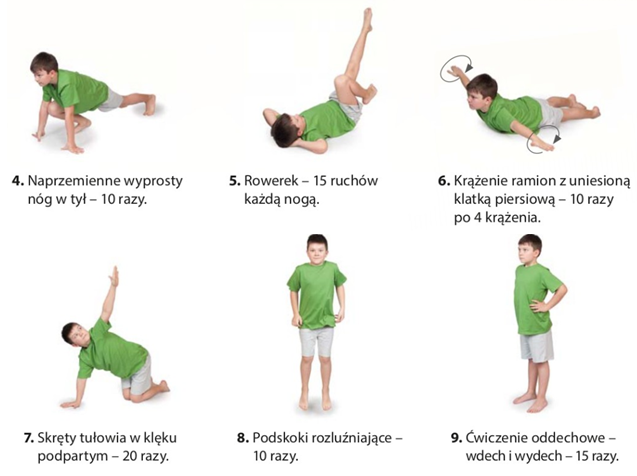 4. Naprzemienne wyprosty
nóg w tył – 10 razy.
5. Rowerek – 15 ruchów
każdą nogą.
6. Krążenie ramion z uniesioną
klatką piersiową – 10 razy
po 4 krążenia.
7. Skręty tułowia w klęku
podpartym – 20 razy.
8. Podskoki rozluźniające –
10 razy.
9. Ćwiczenie oddechowe –
wdech i wydech – 15 razy.